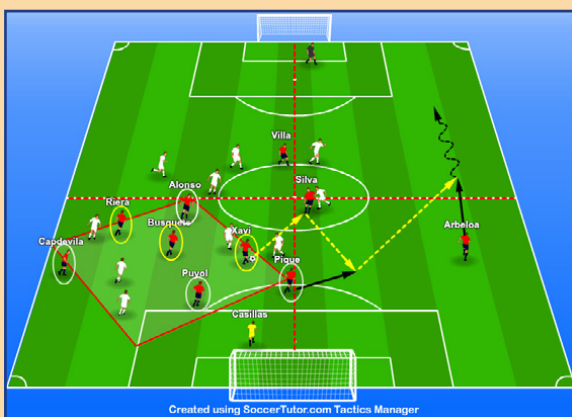 Villa
Alonso
Silva
Riera
Busquets
Xavi
Arbeloa
Capdevila
Pique
Puyol
Casillas
Created using SoccerTutor.com Tactics Manager